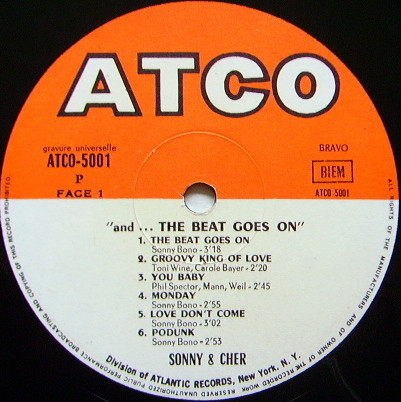 ATCO
gravure universelle
ATCO-5001
P
FACE 1
BRAVO
BIEM
ATCO 5001
"and ... THE BEAT GOES ON"
1. THE BEAT GOES ON
Sonny Bono - 3'18
2. GROOVY KING OF LOVE
Toni Wine, Carole Bayer - 2'20
3. YOU BABY
Phil Spector, Mann, Weil - 2'45
4. MONDAY
Sonny Bono - 2'55
5. LOVE DON'T COME
Sonny Bono - 3'02
6. PODUNK
Sonny Bono - 2'53
SONNY & CHER
Division of ATLANTIC RECORDS, New York, N. Y.
ALL RIGHTS OF THE MANUFACTURERS AND OF OWNER OF THE RECORDED WORK RESERVED UNAUTHORIZED PUBLIC PERFORMANCE BROADCASTING AND COPYING OF THIS RECORD PROHIBITED